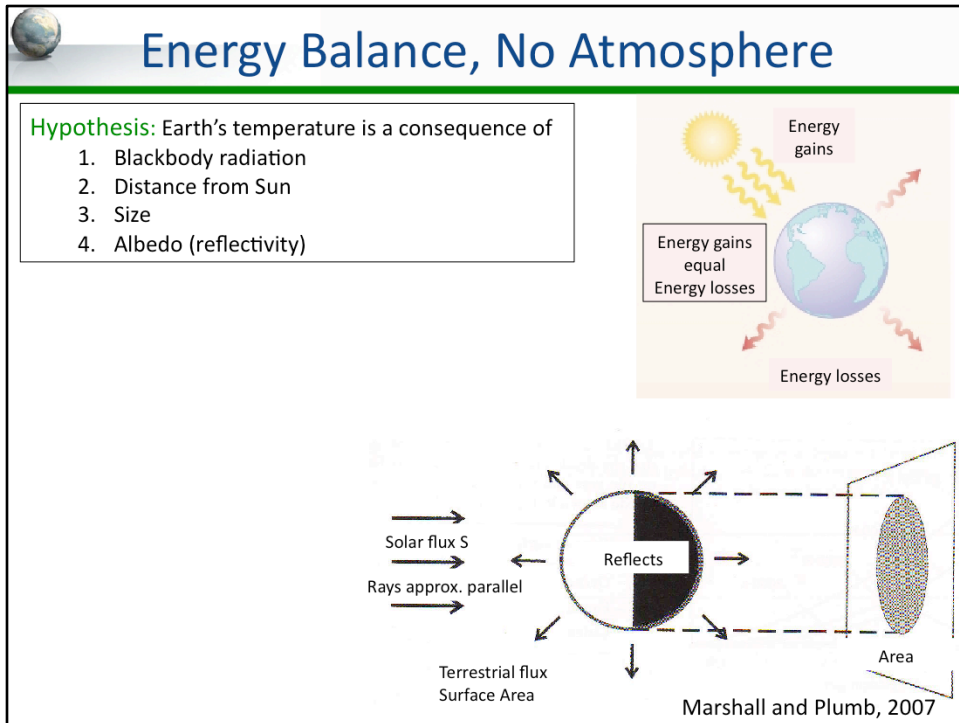 Energy Balance, No Atmosphere
Hypothesis: Earth's temperature is a consequence of
1. Blackbody radiation
2. Distance from Sun
3. Size
4. Albedo (reflectivity)
Energy
gains
Energy gains
equal
Energy losses
Energy losses
Solar flux S
Rays approx. parallel
Reflects
Terrestrial flux
Surface Area
Area
Marshall and Plumb, 2007